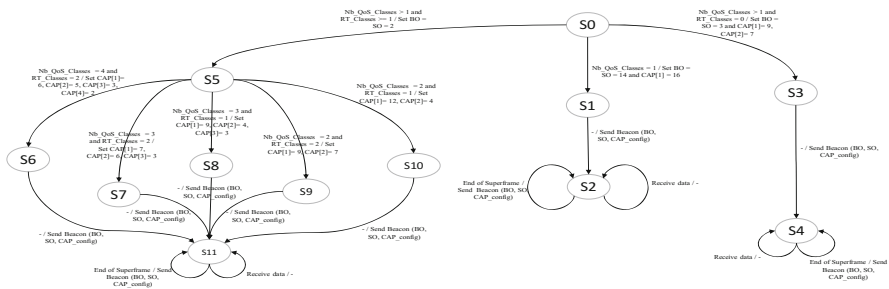 Nb_QoS_Classes > 1 and
RT_Classes >= 1 / Set BO =
SO = 2
S0
Nb_QoS_Classes > 1 and
RT_Classes = 0 / Set BO =
SO = 3 and CAP[1] = 9,
CAP[2] = 7
Nb_QoS_Classes = 4 and
RT_Classes = 2 / Set CAP[1]=
6, CAP[2]= 5, CAP[3]= 3,
CAP[4]= 2
S5
Nb_QoS_Classes = 2 and
RT_Classes = 1 / Set
CAP[1]= 12, CAP[2]= 4
Nb_QoS_Classes = 1 / Set BO =
SO = 14 and CAP[1] = 16
S1
S3
Nb_QoS_Classes = 3
and RT_Classes = 2 /
Set CAP[1]= 7,
CAP[2]= 6, CAP[3]= 3
Nb_QoS_Classes = 3 and
RT_Classes = 1 / Set
CAP[1]= 9, CAP[2]= 4,
CAP[3]= 3
Nb_QoS_Classes = 2 and
RT_Classes = 2 / Set
CAP[1]= 9, CAP[2]= 7
- / Send Beacon (BO,
SO, CAP_config)
- / Send Beacon (BO,
SO, CAP_config)
S6
S7
S8
S9
S10
End of Superframe /
Send Beacon (BO, SO,
CAP_config)
S2
Receive data / -
- / Send Beacon (BO,
SO, CAP_config)
- / Send Beacon (BO,
SO, CAP_config)
- / Send Beacon (BO,
SO, CAP_config)
- / Send Beacon (BO,
SO, CAP_config)
S11
End of Superframe / Send
Beacon (BO, SO,
CAP_config)
Receive data / -
S4
Receive data / -
End of Superframe / Send
Beacon (BO, SO,
CAP_config)